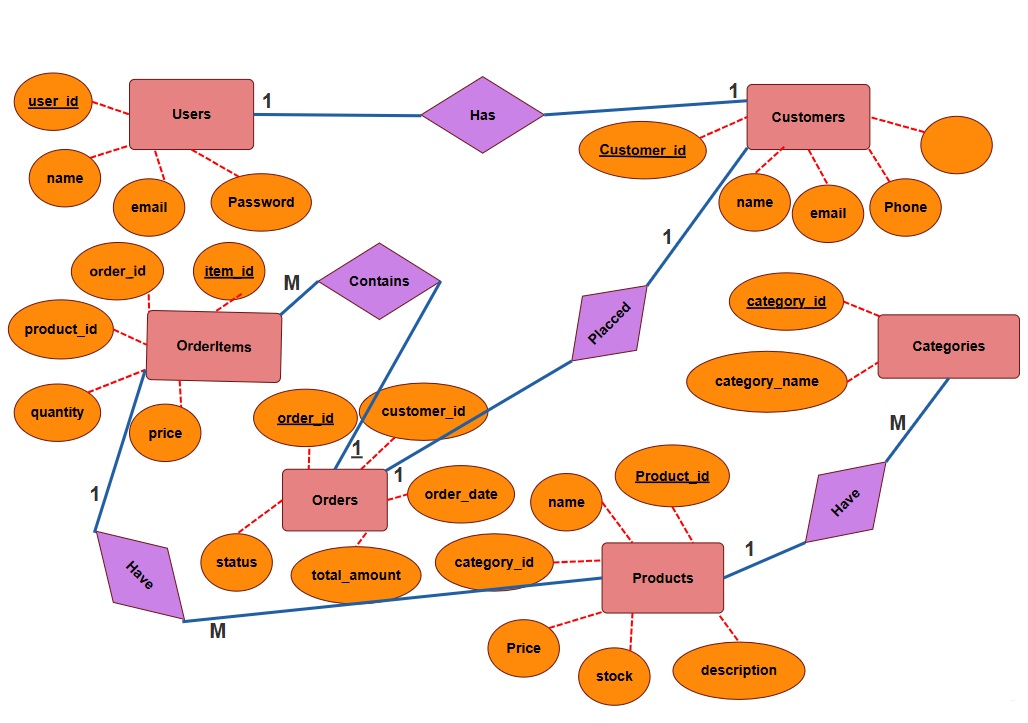 1
1
user_id
Users
Has
Customers
Customer_id
name
email
Password
name
email
Phone
1
order_id
item_id
M
Contains
category_id
product_id
OrderItems
Placced
Categories
category_name
quantity
price
order_id
customer_id
M
1
1
1
Orders
order_date
name
Product_id
Have
status
total_amount
category_id
Products
1
Have
M
Price
stock
description